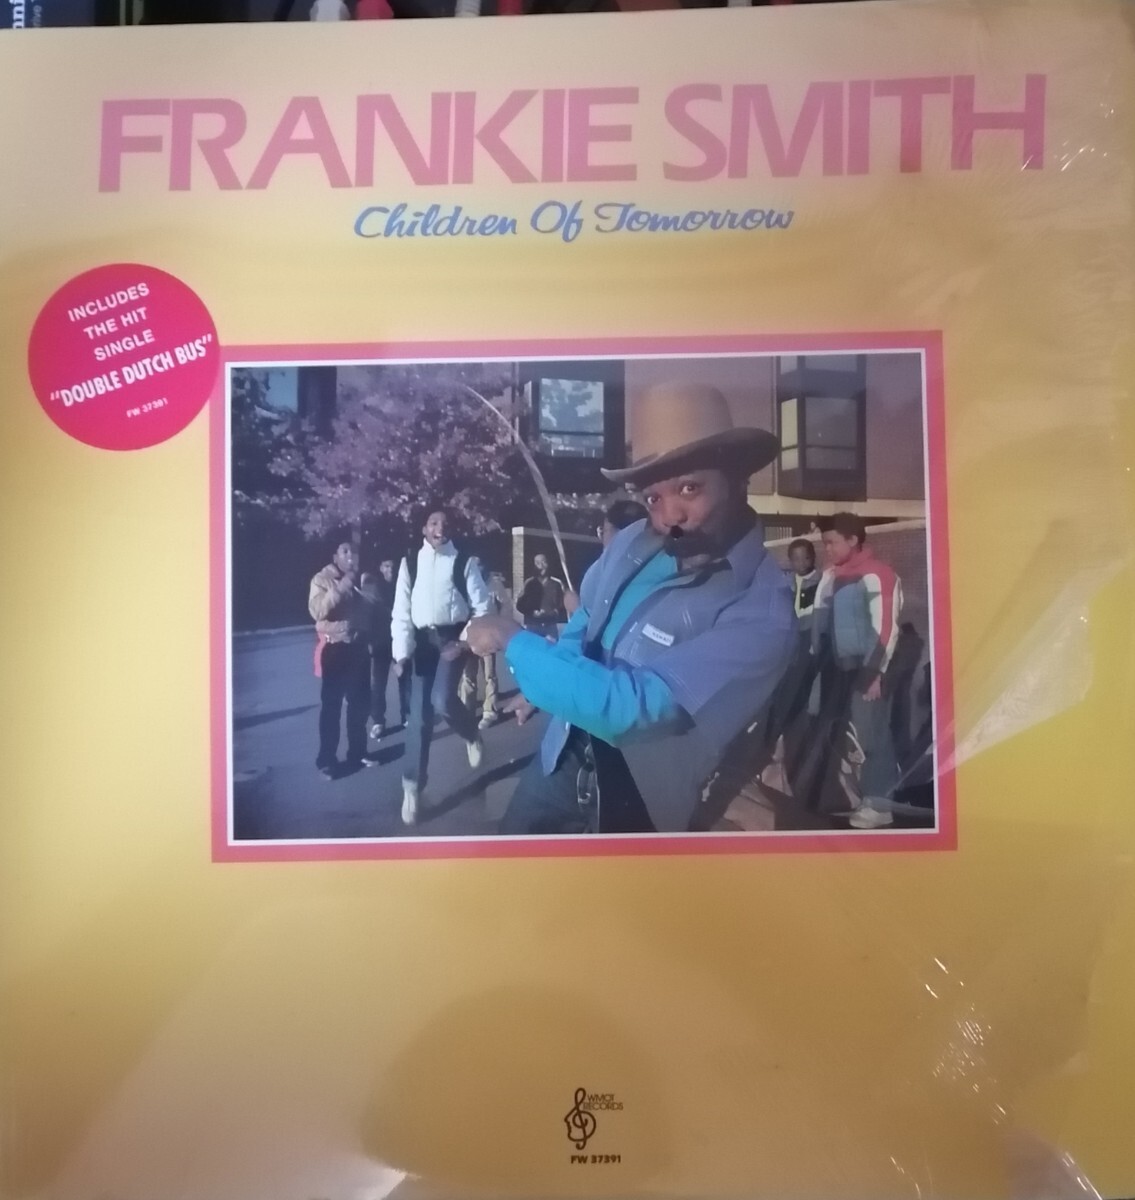 FRANKIE SMITH
Children Of Tomorrow
INCLUDES
THE HIT
SINGLE
"DOUBLE DUTCH BUS"
FW 37391
WMOT
RECORDS
FW 37391